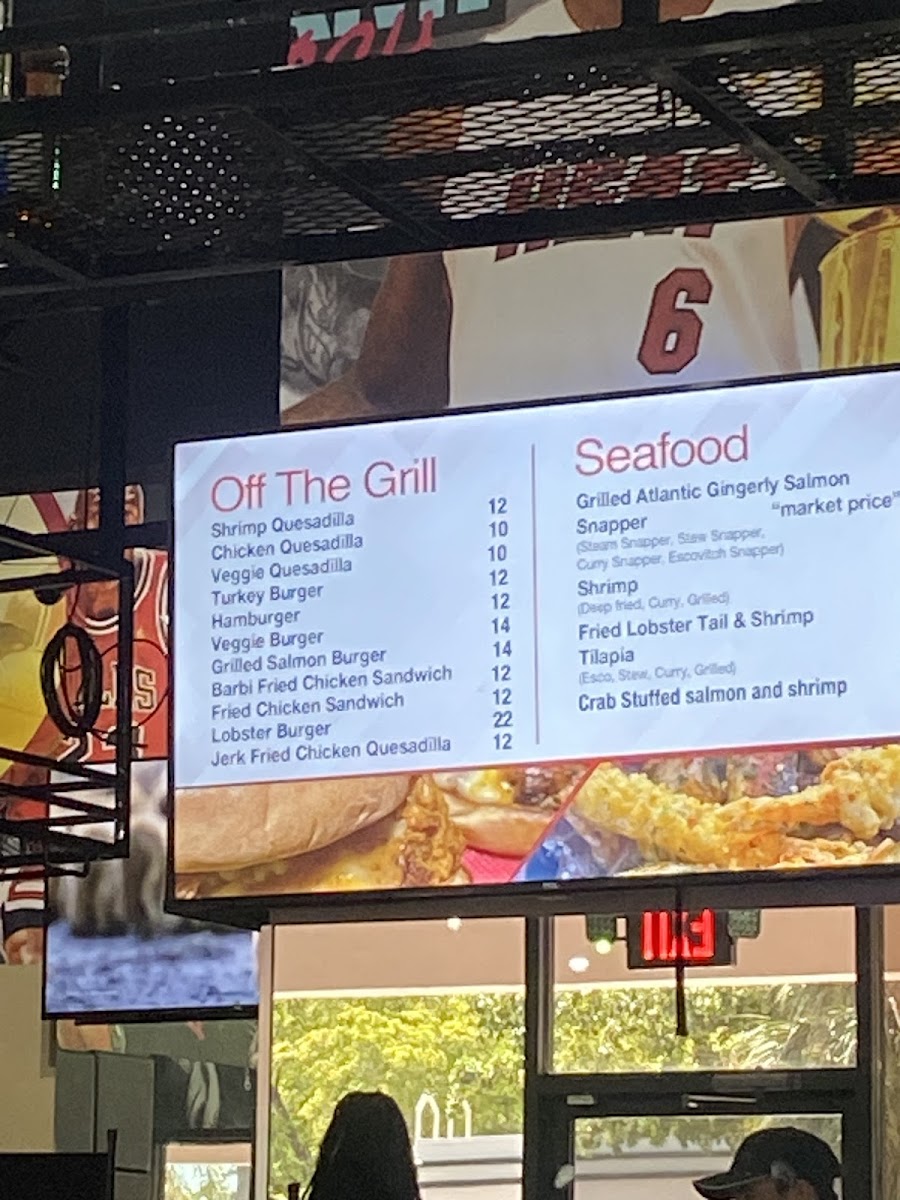 HEAT
6
Off The Grill
Shrimp Quesadilla 12
Chicken Quesadilla 10
Veggie Quesadilla 10
Turkey Burger 12
Hamburger 12
Veggie Burger 14
Grilled Salmon Burger 14
Barbi Fried Chicken Sandwich 12
Fried Chicken Sandwich 12
Lobster Burger 22
Jerk Fried Chicken Quesadilla 12
Seafood
Grilled Atlantic Gingerly Salmon
Snapper "market price"
(Steam Snapper, Stew Snapper,
Curry Snapper, Escovitch Snapper)
Shrimp
(Deep fried, Curry, Grilled)
Fried Lobster Tail & Shrimp
Tilapia
(Esco, Stew, Curry, Grilled)
Crab Stuffed salmon and shrimp
EXIT